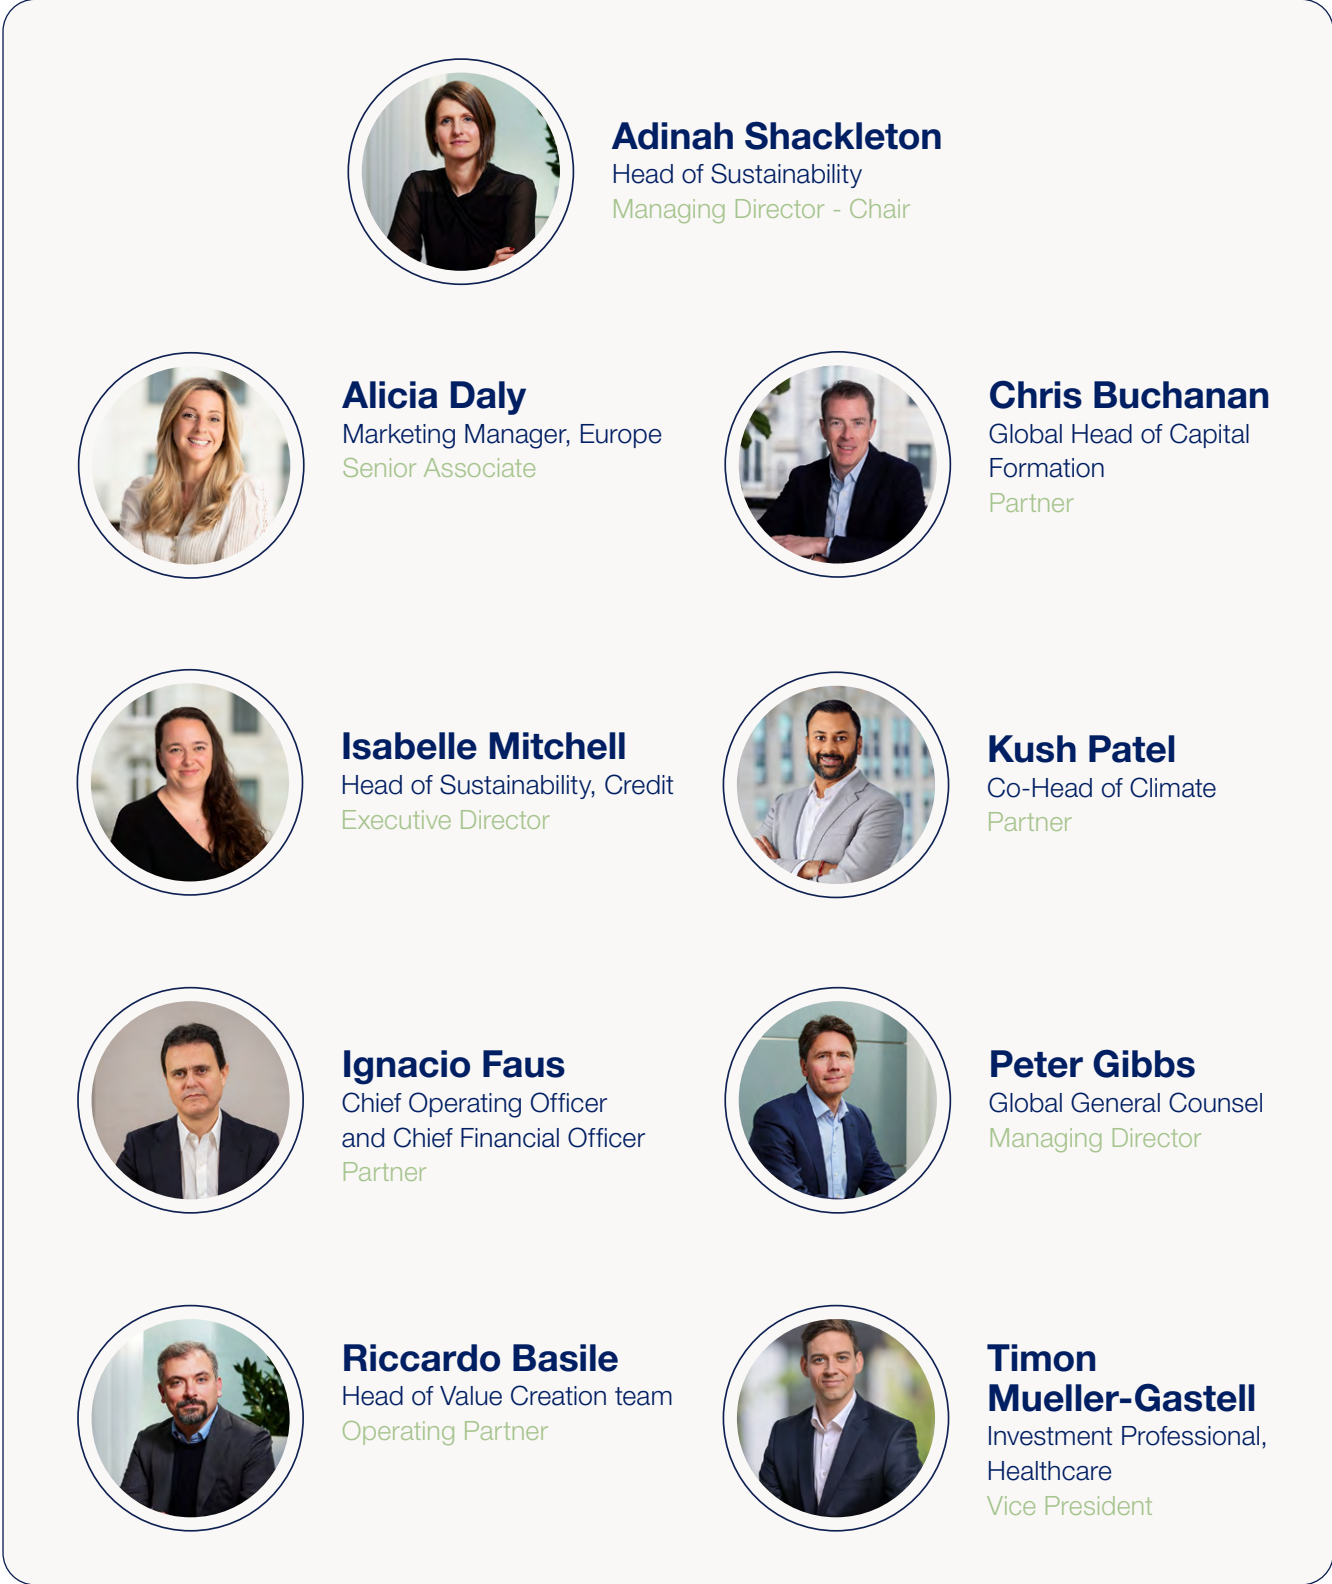 Adinah Shackleton
Head of Sustainability
Managing Director - Chair
Alicia Daly
Marketing Manager, Europe
Senior Associate
Chris Buchanan
Global Head of Capital
Formation
Partner
Isabelle Mitchell
Head of Sustainability, Credit
Executive Director
Kush Patel
Co-Head of Climate
Partner
Ignacio Faus
Chief Operating Officer
and Chief Financial Officer
Partner
Peter Gibbs
Global General Counsel
Managing Director
Riccardo Basile
Head of Value Creation team
Operating Partner
Timon
Mueller-Gastell
Investment Professional,
Healthcare
Vice President